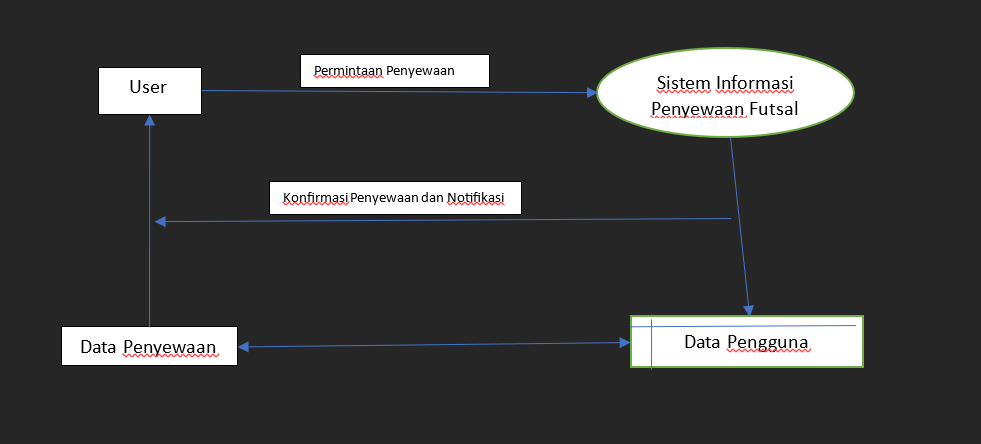 User
Permintaan Penyewaan
Sistem Informasi
Penyewaan Futsal
Konfirmasi Penyewaan dan Notifikasi
Data Penyewaan
Data Pengguna